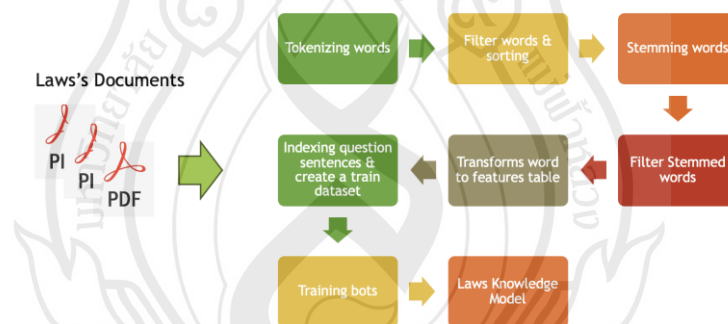 Laws's Documents
PI
PI
PDF
Tokenizing words
Filter words &
sorting
Stemming words
Filter Stemmed
words
Transforms word
to features table
Indexing question
sentences &
create a train
dataset
Training bots
Laws Knowledge
Model